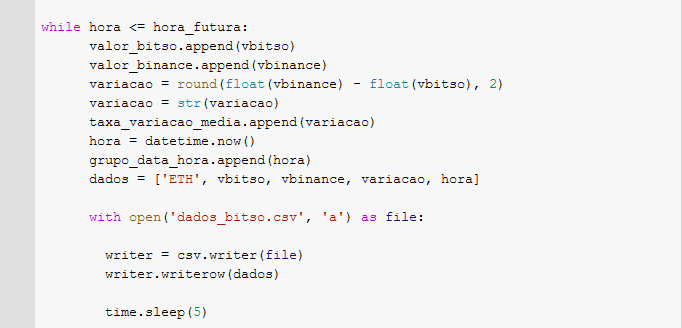 while hora <= hora_futura:
valor_bitso.append(vbitso)
valor_binance.append(vbinance)
variacao = round(float(vbinance) - float(vbitso), 2)
variacao = str(variacao)
taxa_variacao_media.append(variacao)
hora = datetime.now()
grupo_data_hora.append(hora)
dados = ['ETH', vbitso, vbinance, variacao, hora]
with open('dados_bitso.csv', 'a') as file:
writer = csv.writer(file)
writer.writerow(dados)
time.sleep(5)